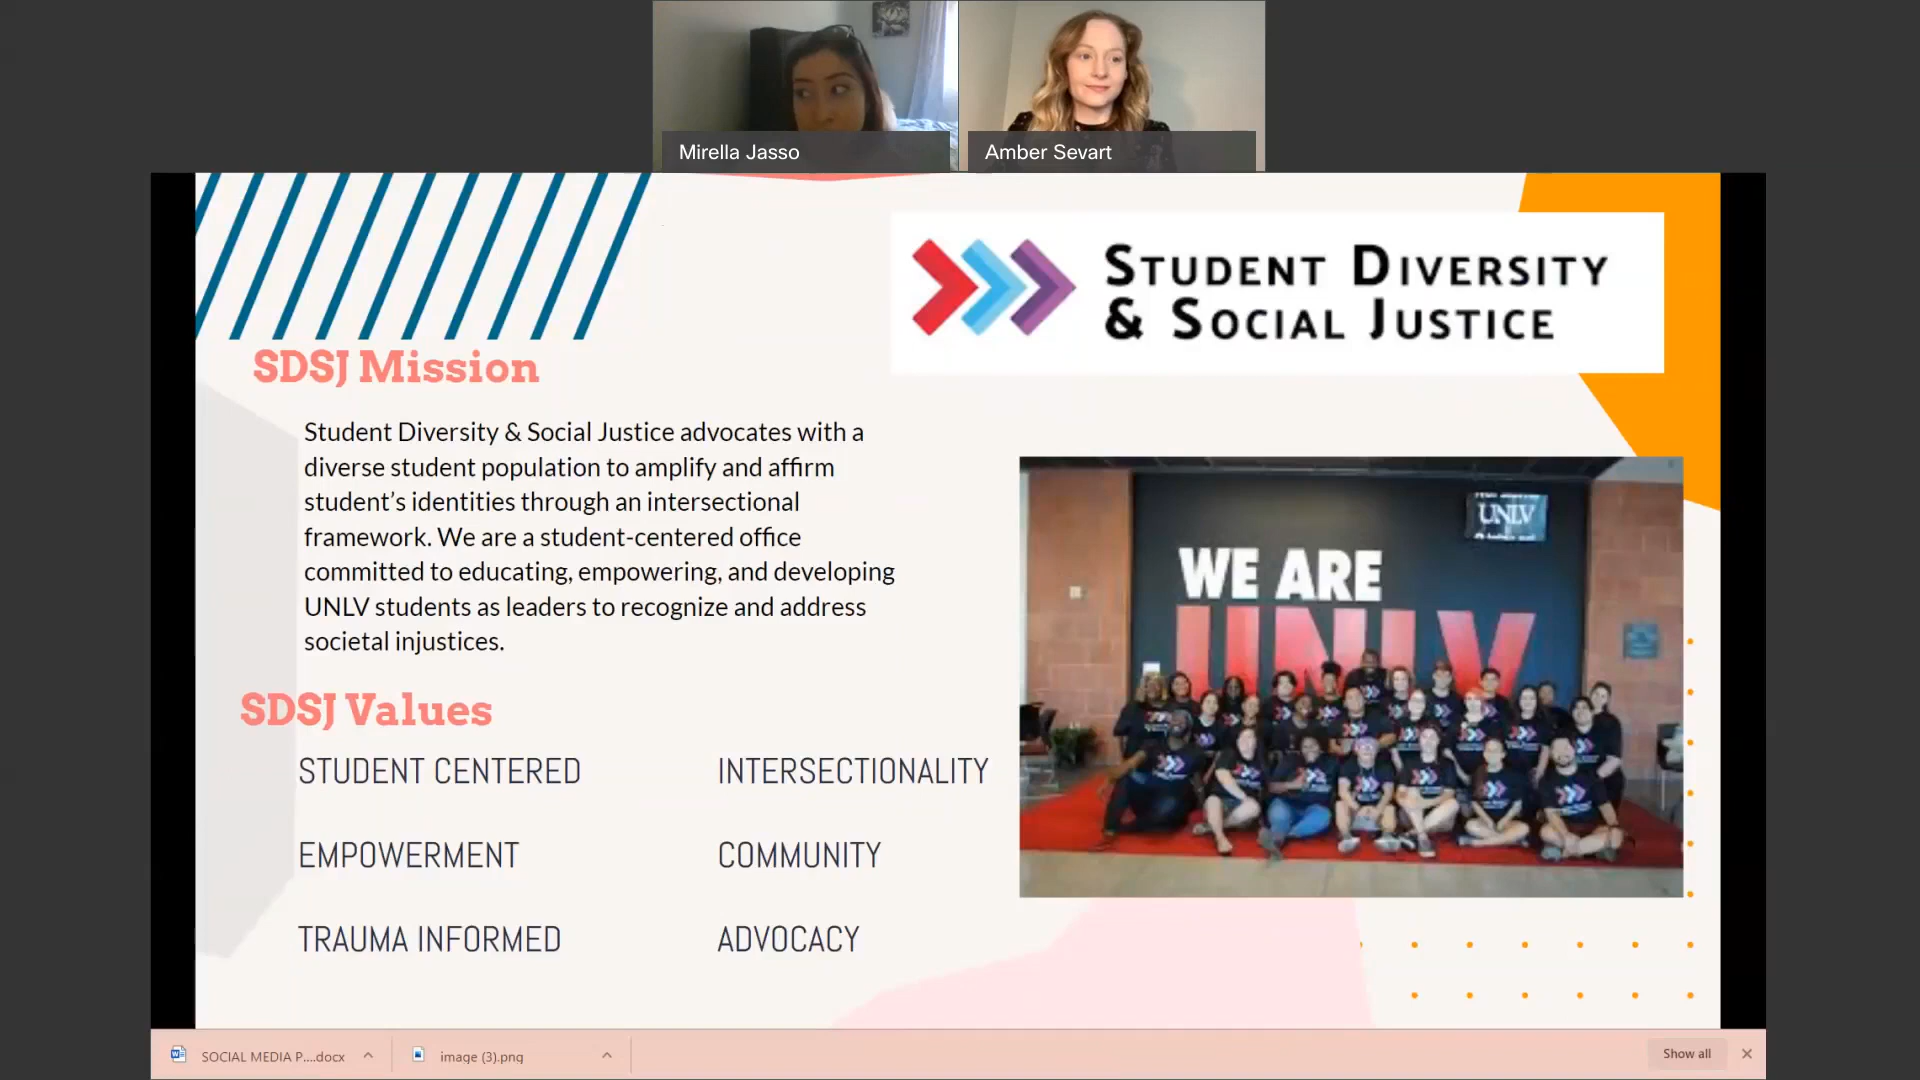 Mirella Jasso
Amber Sevart
STUDENT DIVERSITY
& SOCIAL JUSTICE
SDSJ Mission
Student Diversity & Social Justice advocates with a
diverse student population to amplify and affirm
student’s identities through an intersectional
framework. We are a student-centered office
committed to educating, empowering, and developing
UNLV students as leaders to recognize and address
societal injustices.
SDSJ Values
STUDENT CENTERED
INTERSECTIONALITY
EMPOWERMENT
COMMUNITY
TRAUMA INFORMED
ADVOCACY
UNLV
WE ARE
UNLV
SOCIAL MEDIA P....docx
image (3).png
Show all